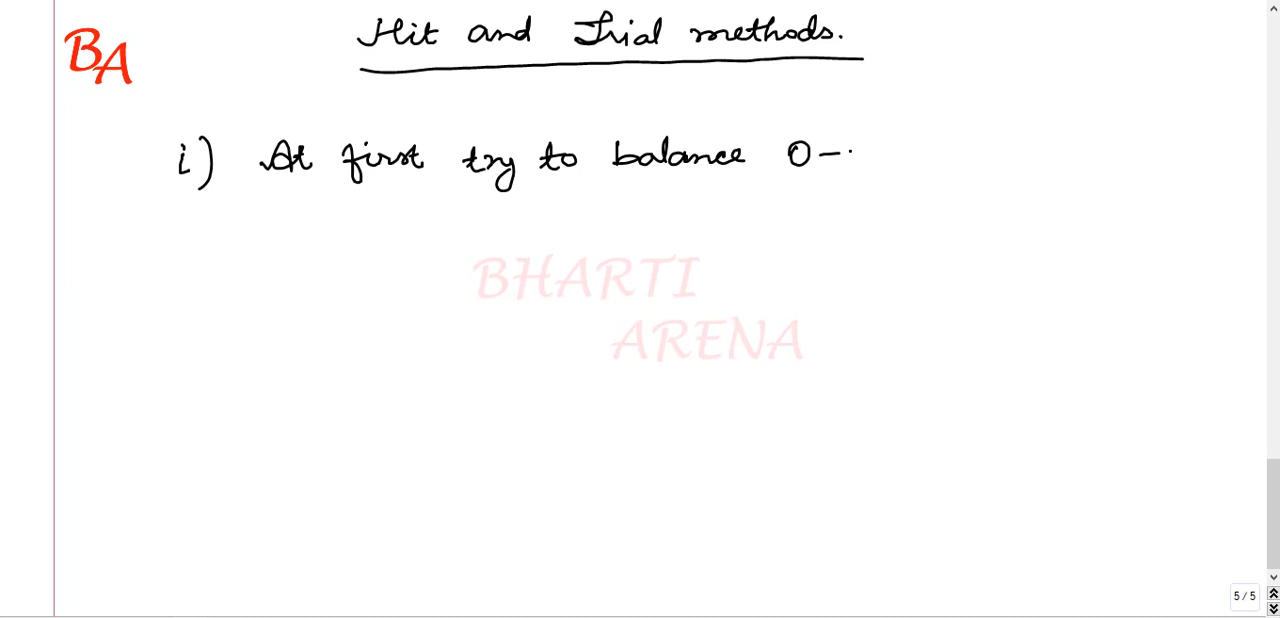 BA
Hit and Trial methods.
i) At first try to balance O-
BHARTI
ARENA
5 / 5